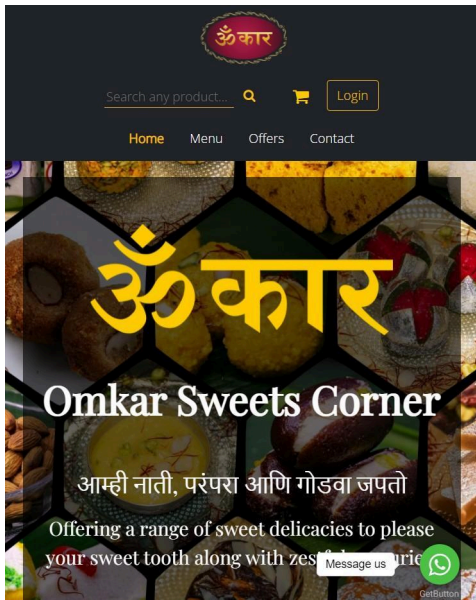 ॐकार
Search any product...
Login
Home Menu Offers Contact
ॐकार
Omkar Sweets Corner
आम्ही नाती, परंपरा आणि गोडवा जपतो
Offering a range of sweet delicacies to please
your sweet tooth along with
Message us
GetButton